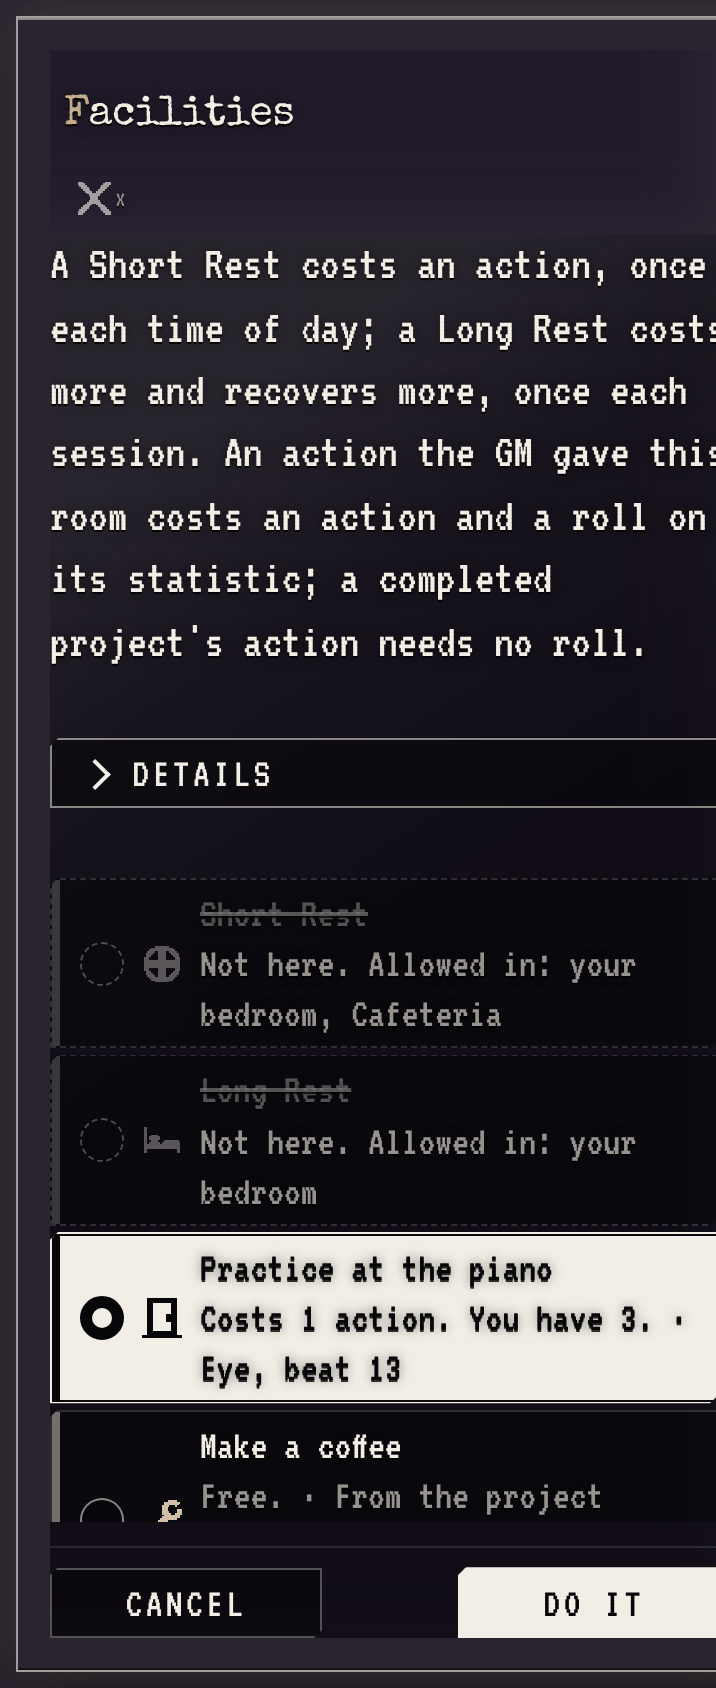 Facilities
X
A Short Rest costs an action, once
each time of day; a Long Rest costs
more and recovers more, once each
session. An action the GM gave this
room costs an action and a roll on
its statistic; a completed
project's action needs no roll.
DETAILS
Short Rest
Not here. Allowed in: your
bedroom, Cafeteria
Long Rest
Not here. Allowed in: your
bedroom
Practice at the piano
Costs 1 action. You have 3. ·
Eye, beat 13
Make a coffee
Free. · From the project
CANCEL
DO IT